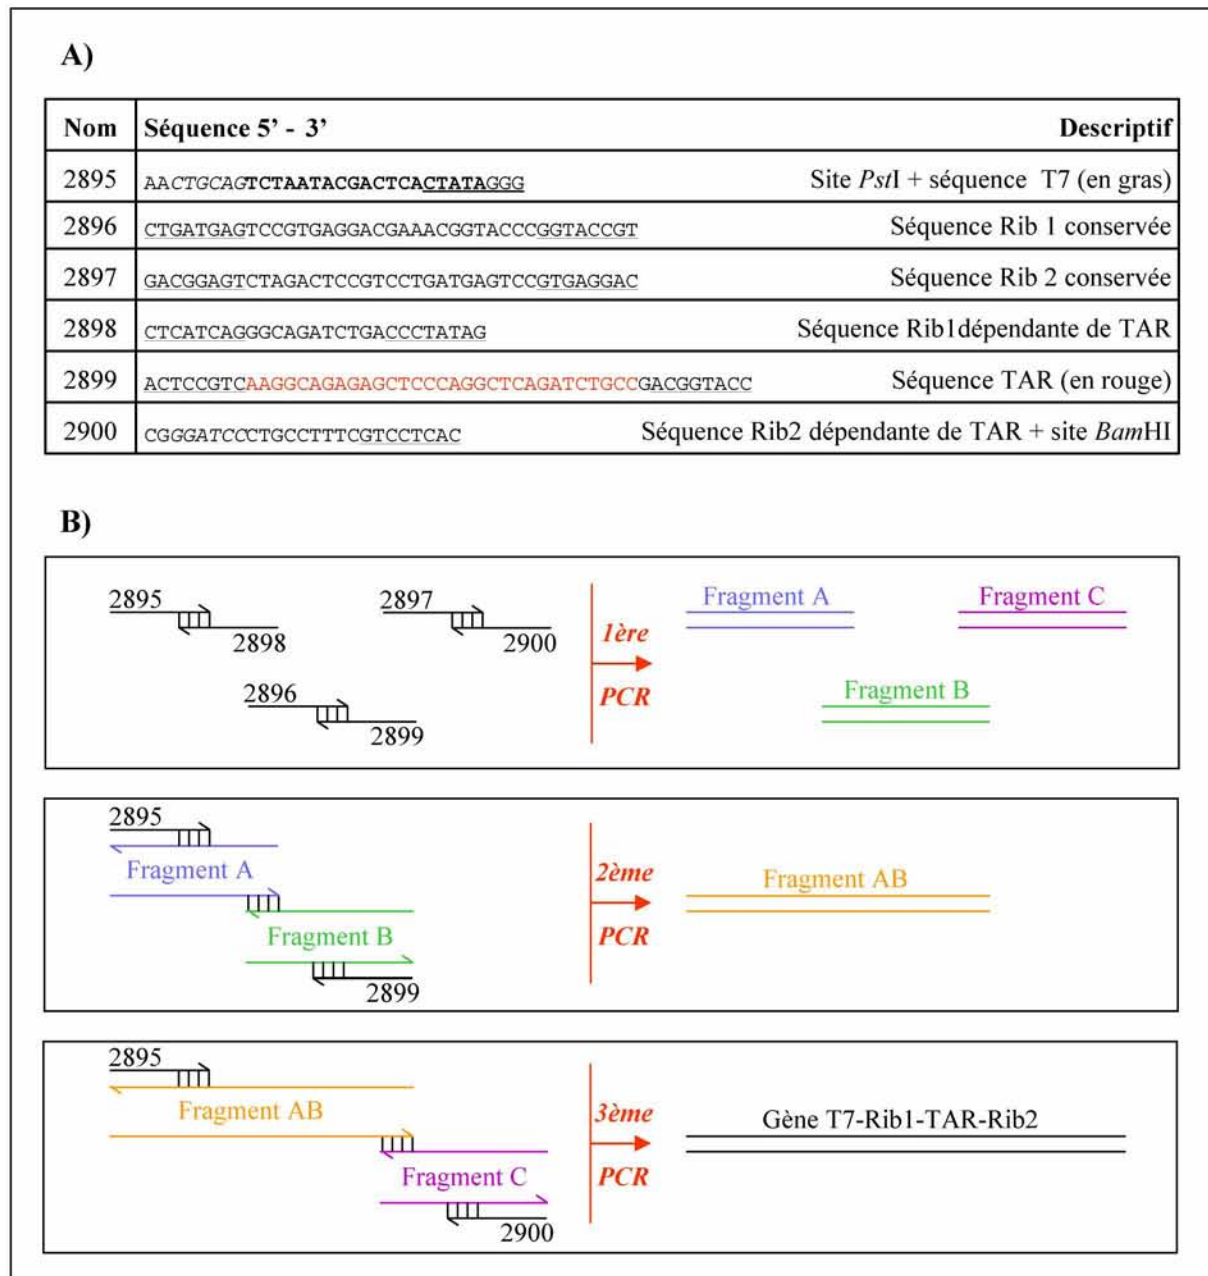 A)
Nom Séquence 5' - 3' Descriptif
2895 AACTGCAGTCTAATACGACTCACTATAGGG Site PstI + séquence T7 (en gras)
2896 CTGATGAGTCCGTGAGGACGAAACGGTACCCGGTACCGT Séquence Rib 1 conservée
2897 GACGGAGTCTAGACTCCGTCCTGATGAGTCCGTGAGGAC Séquence Rib 2 conservée
2898 CTCATCAGGGCAGATCTGACCCTATAG Séquence Rib1dépendante de TAR
2899 ACTCCGTCAAGGCAGAGAGCTCCCAGGCTCAGATCTGCCGACGGTACC Séquence TAR (en rouge)
2900 CGGGATCCCTGCCTTTCGTCCTCAC Séquence Rib2 dépendante de TAR + site BamHI
B)
2895
2898
2897
2900
2896
2899
1ère
PCR
Fragment A
Fragment C
Fragment B
2895
Fragment A
Fragment B
2899
2ème
PCR
Fragment AB
2895
Fragment AB
Fragment C
2900
3ème
PCR
Gène T7-Rib1-TAR-Rib2